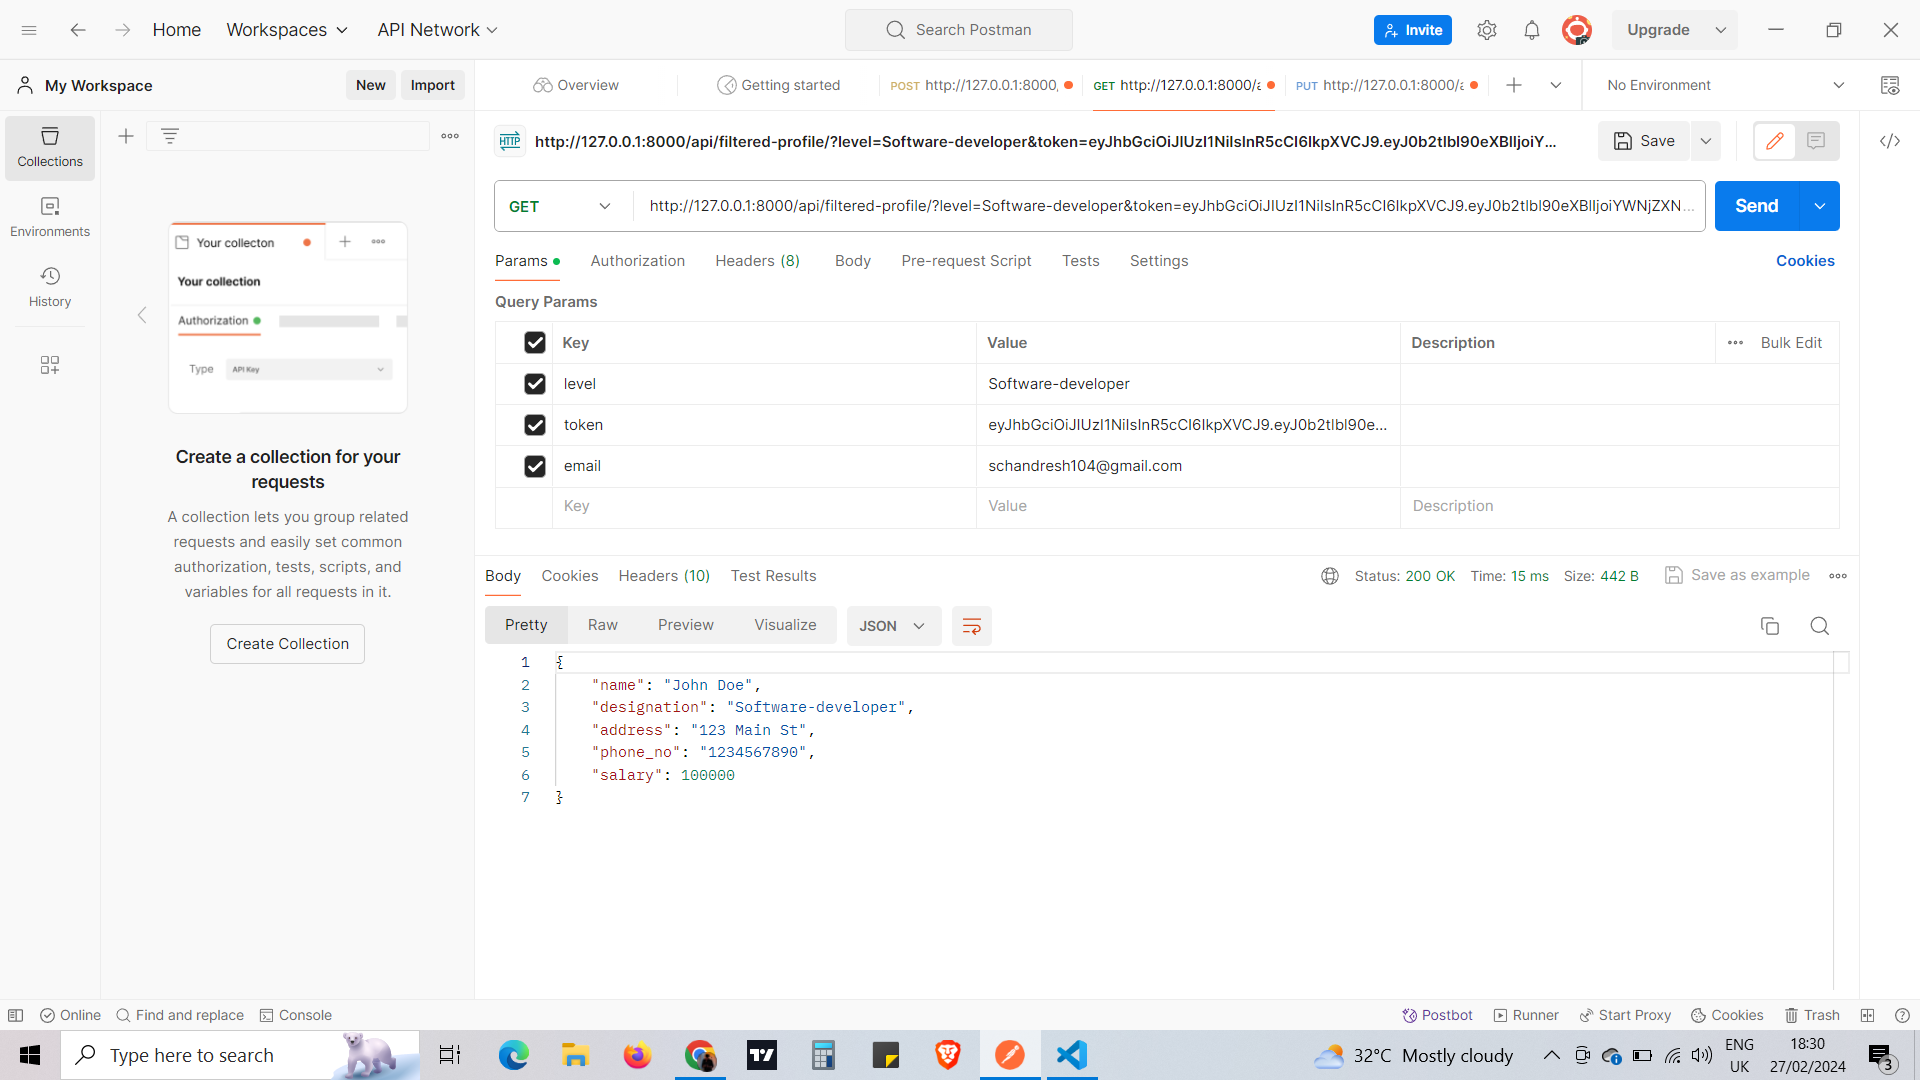 Home
Workspaces
API Network
Search Postman
Invite
Upgrade
My Workspace
New
Import
Overview
Getting started
POST http://127.0.0.1:8000,
GET http://127.0.0.1:8000/a
PUT http://127.0.0.1:8000/a
No Environment
Collections
Environments
History
Your collecton
Your collection
Authorization
Type
API Key
Create a collection for your
requests
A collection lets you group related
requests and easily set common
authorization, tests, scripts, and
variables for all requests in it.
Create Collection
HTTP
http://127.0.0.1:8000/api/filtered-profile/?level=Software-developer&token=eyJhbGciOiJIUzI1NiIsInR5cCI6IkpXVCJ9.eyJ0b2tlbl90eXBlIjoiY...
Save
GET
http://127.0.0.1:8000/api/filtered-profile/?level=Software-developer&token=eyJhbGciOiJIUzI1NiIsInR5cCI6IkpXVCJ9.eyJ0b2tlbl90eXBlIjoiYWNjZXN...
Send
Params
Authorization
Headers (8)
Body
Pre-request Script
Tests
Settings
Cookies
Query Params
Key Value Description Bulk Edit
level Software-developer
token eyJhbGciOiJIUzI1NiIsInR5cCI6IkpXVCJ9.eyJ0b2tlbl90e...
email schandresh104@gmail.com
Key Value Description
Body
Cookies
Headers (10)
Test Results
Status: 200 OK Time: 15 ms Size: 442 B
Save as example
Pretty
Raw
Preview
Visualize
JSON
1 {
2 "name": "John Doe",
3 "designation": "Software-developer",
4 "address": "123 Main St",
5 "phone_no": "1234567890",
6 "salary": 100000
7 }
Online
Find and replace
Console
Postbot
Runner
Start Proxy
Cookies
Trash
Type here to search
32°C Mostly cloudy
ENG
UK
18:30
27/02/2024
3